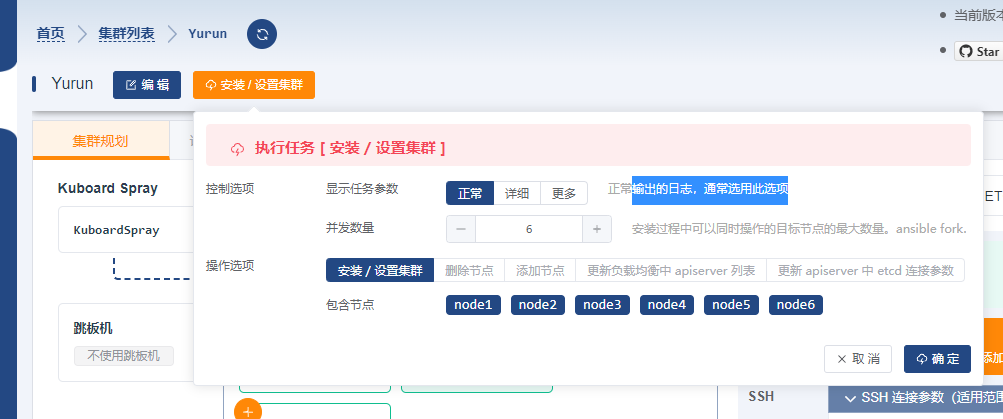 首页 > 集群列表 > Yurun
当前版本
Star
Yurun 编 辑 安装 / 设置集群
集群规划
执行任务 [ 安装 / 设置集群 ]
Kuboard Spray
控制选项 显示任务参数 正常 详细 更多 正常输出的日志，通常选用此选项
ET
KuboardSpray
并发数量 − 6 + 安装过程中可以同时操作的目标节点的最大数量。ansible fork.
操作选项 安装 / 设置集群 删除节点 添加节点 更新负载均衡中 apiserver 列表 更新 apiserver 中 etcd 连接参数
包含节点 node1 node2 node3 node4 node5 node6
跳板机
不使用跳板机
取 消 确 定
添加
SSH SSH 连接参数（适用范围